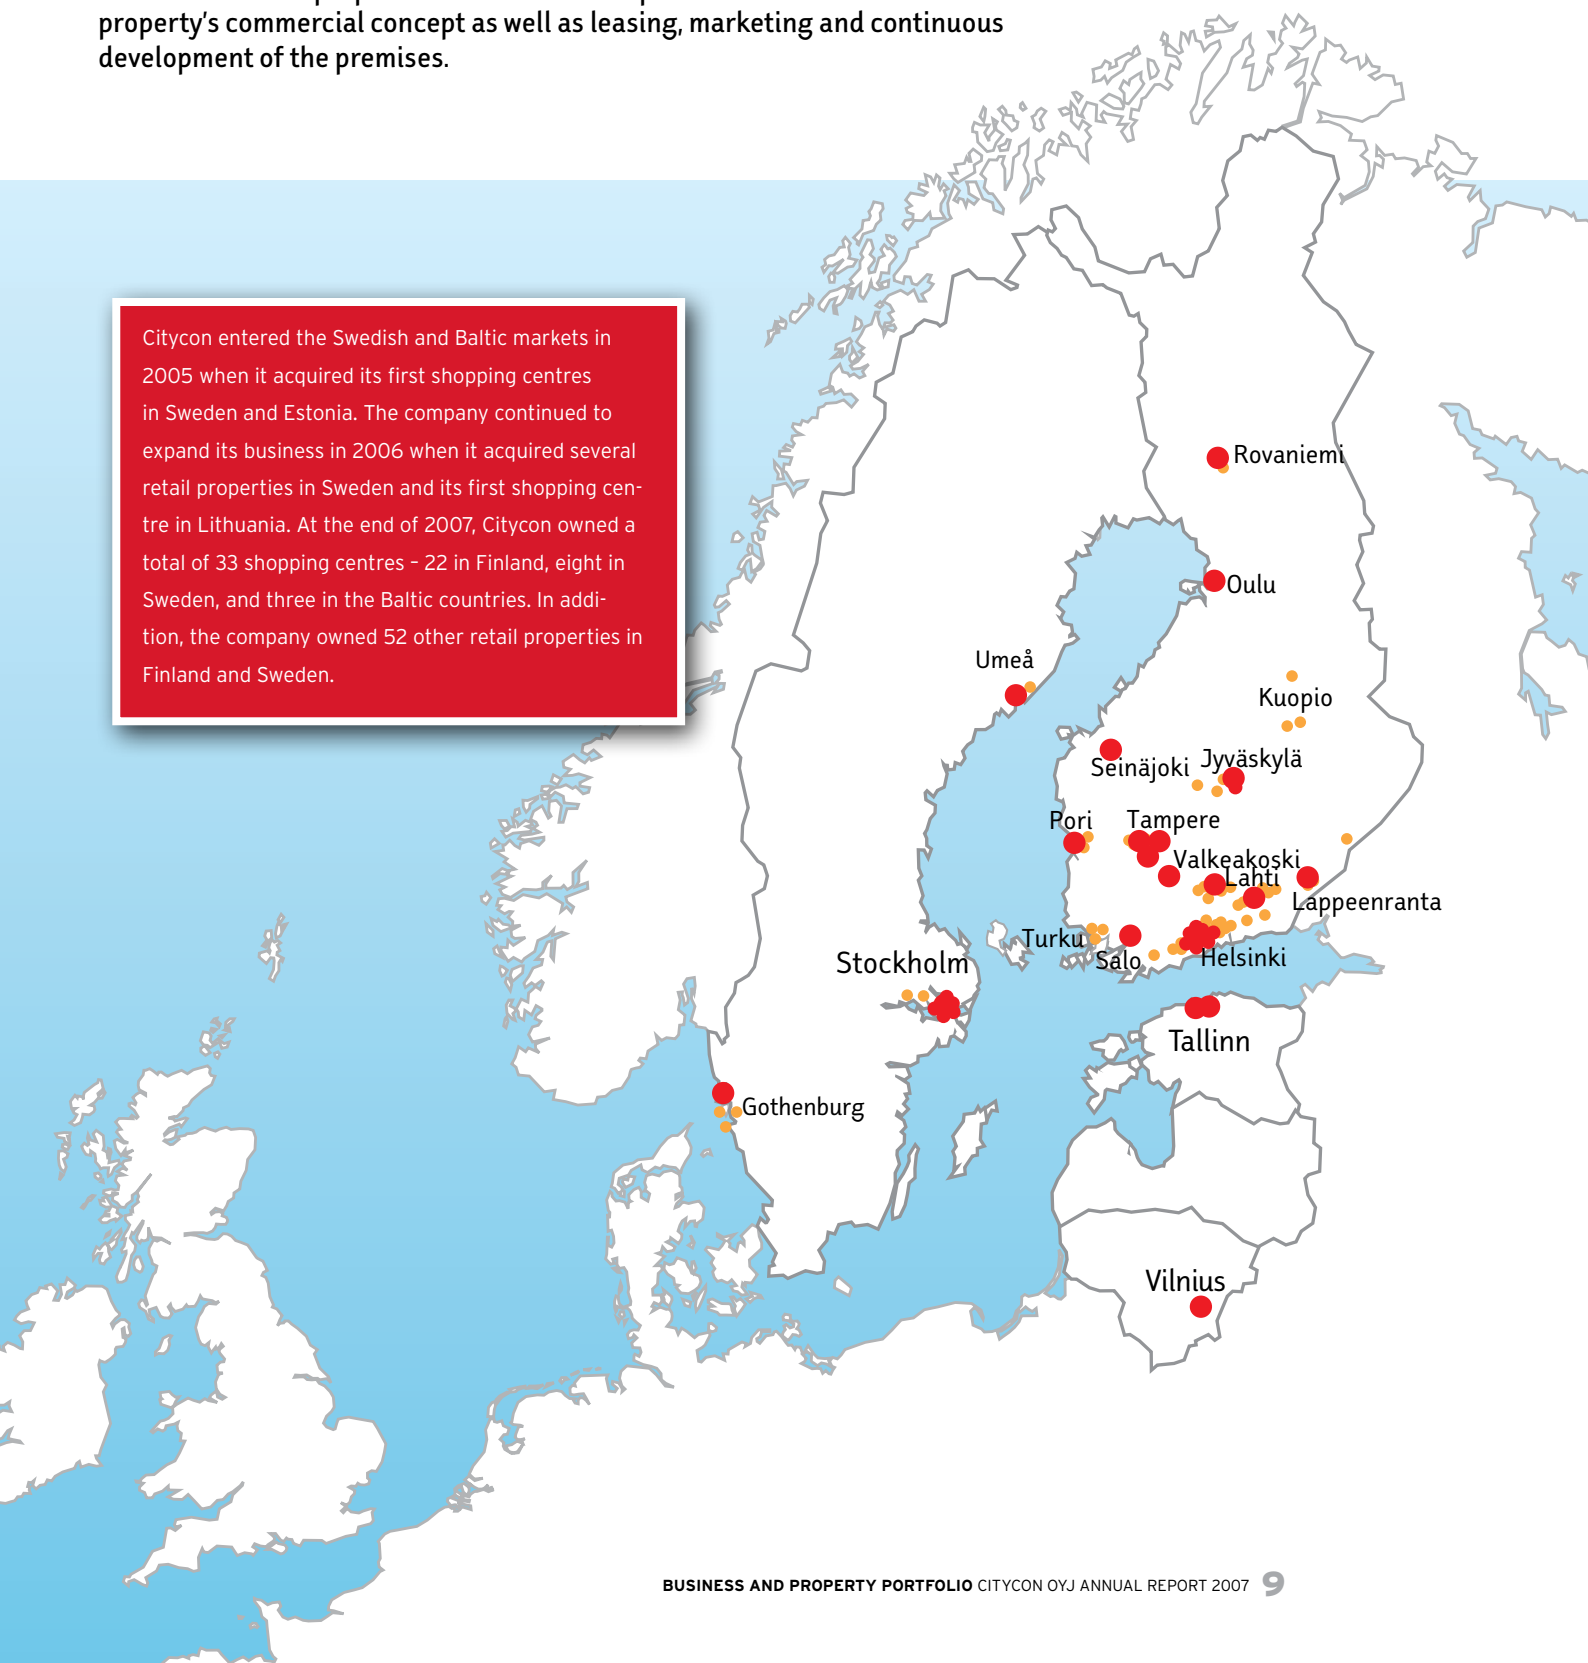 property's commercial concept as well as leasing, marketing and continuous
development of the premises.
Citycon entered the Swedish and Baltic markets in
2005 when it acquired its first shopping centres
in Sweden and Estonia. The company continued to
expand its business in 2006 when it acquired several
retail properties in Sweden and its first shopping cen-
tre in Lithuania. At the end of 2007, Citycon owned a
total of 33 shopping centres – 22 in Finland, eight in
Sweden, and three in the Baltic countries. In addi-
tion, the company owned 52 other retail properties in
Finland and Sweden.
Rovaniemi
Oulu
Umeå
Kuopio
Seinäjoki
Jyväskylä
Pori
Tampere
Valkeakoski
Lahti
Lappeenranta
Turku
Salo
Helsinki
Stockholm
Tallinn
Gothenburg
Vilnius
BUSINESS AND PROPERTY PORTFOLIO CITYCON OYJ ANNUAL REPORT 2007 9